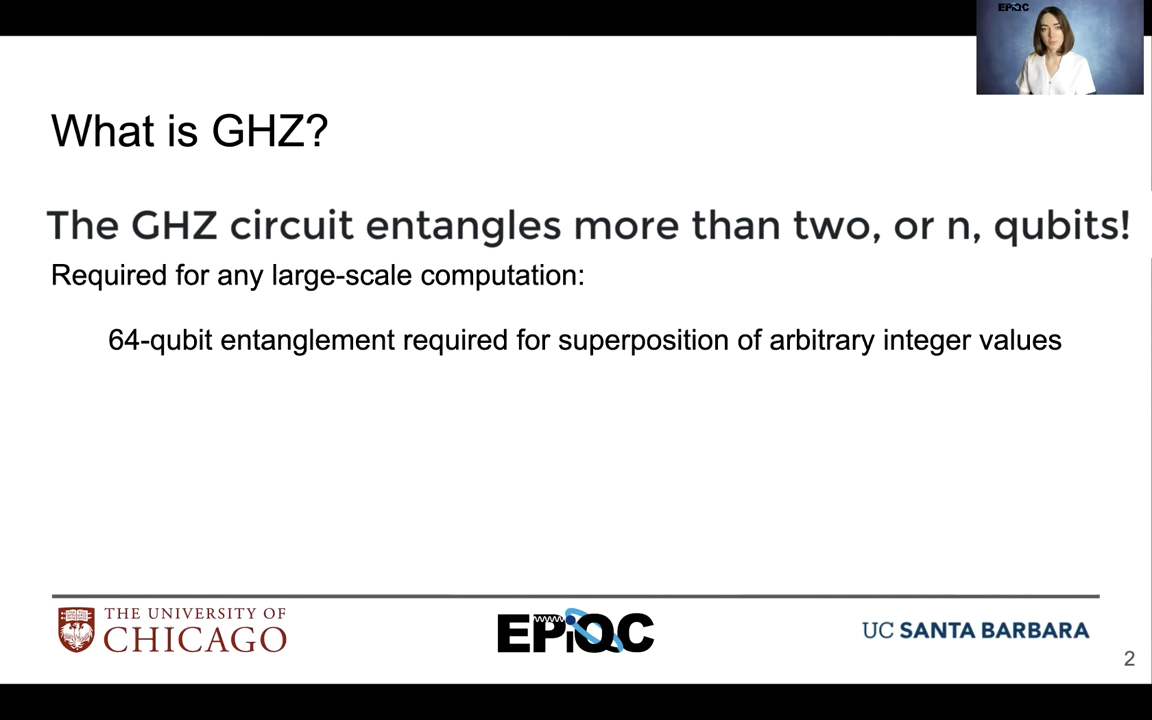 EPiQC
What is GHZ?
The GHZ circuit entangles more than two, or n, qubits!
Required for any large-scale computation:
64-qubit entanglement required for superposition of arbitrary integer values
THE UNIVERSITY OF
CHICAGO
EPiQC
UC SANTA BARBARA
2